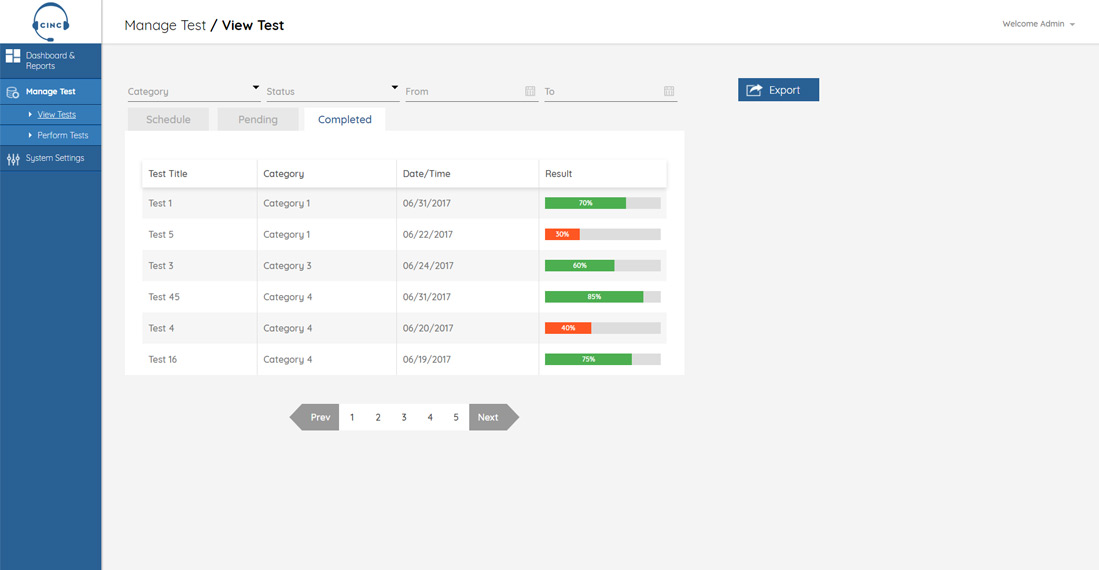 CINC
Manage Test / View Test
Welcome Admin
Dashboard &
Reports
Manage Test
View Tests
Perform Tests
System Settings
Category Status From To
Export
Schedule Pending Completed
Test Title Category Date/Time Result
Test 1 Category 1 06/31/2017 70%
Test 5 Category 1 06/22/2017 30%
Test 3 Category 3 06/24/2017 60%
Test 45 Category 4 06/31/2017 85%
Test 4 Category 4 06/20/2017 40%
Test 16 Category 4 06/19/2017 75%
Prev 1 2 3 4 5 Next